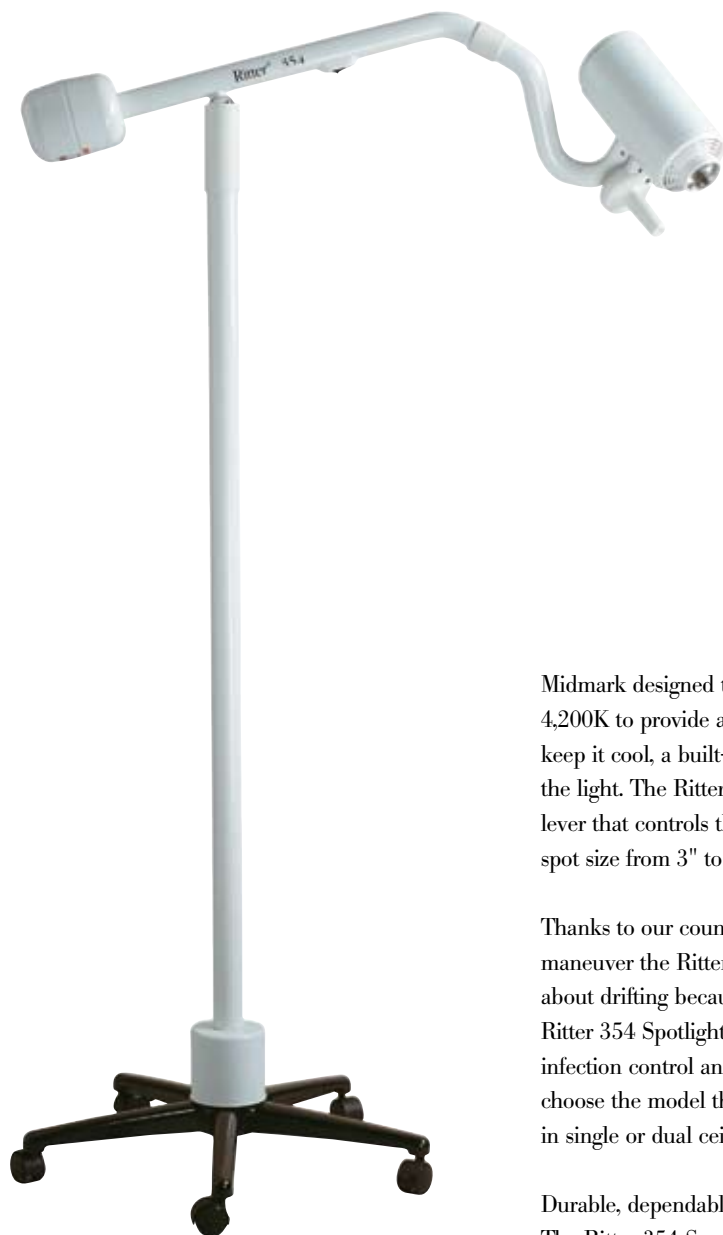 Ritter® 354
Midmark designed t
4,200K to provide a
keep it cool, a built-
the light. The Ritter
lever that controls th
spot size from 3" to
Thanks to our coun
maneuver the Ritter
about drifting becau
Ritter 354 Spotlight
infection control an
choose the model th
in single or dual cei
Durable, dependabl